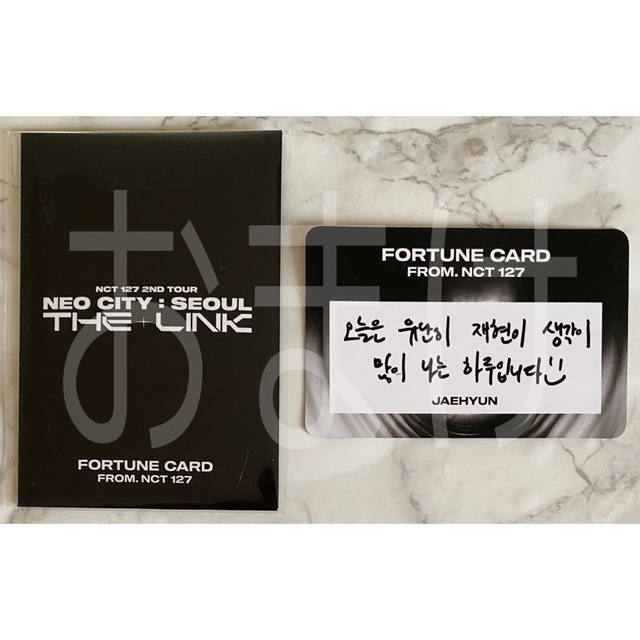 NCT 127 2ND TOUR
NEO CITY : SEOUL
THE LINK
FORTUNE CARD
FROM. NCT 127
FORTUNE CARD
FROM. NCT 127
오늘은 유난히 재현이 생각이
많이 나는 하루입니다!!
JAEHYUN
おまけ